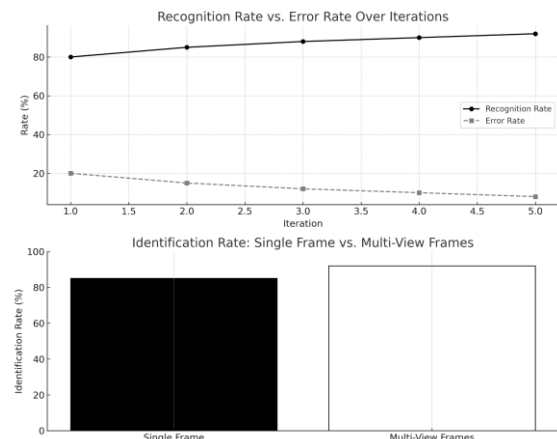 Recognition Rate vs. Error Rate Over Iterations
80
60
40
20
Rate (%)
Recognition Rate
Error Rate
1.0 1.5 2.0 2.5 3.0 3.5 4.0 4.5 5.0
Iteration
Identification Rate: Single Frame vs. Multi-View Frames
100
80
60
40
20
0
Identification Rate (%)
Single Frame Multi-View Frames